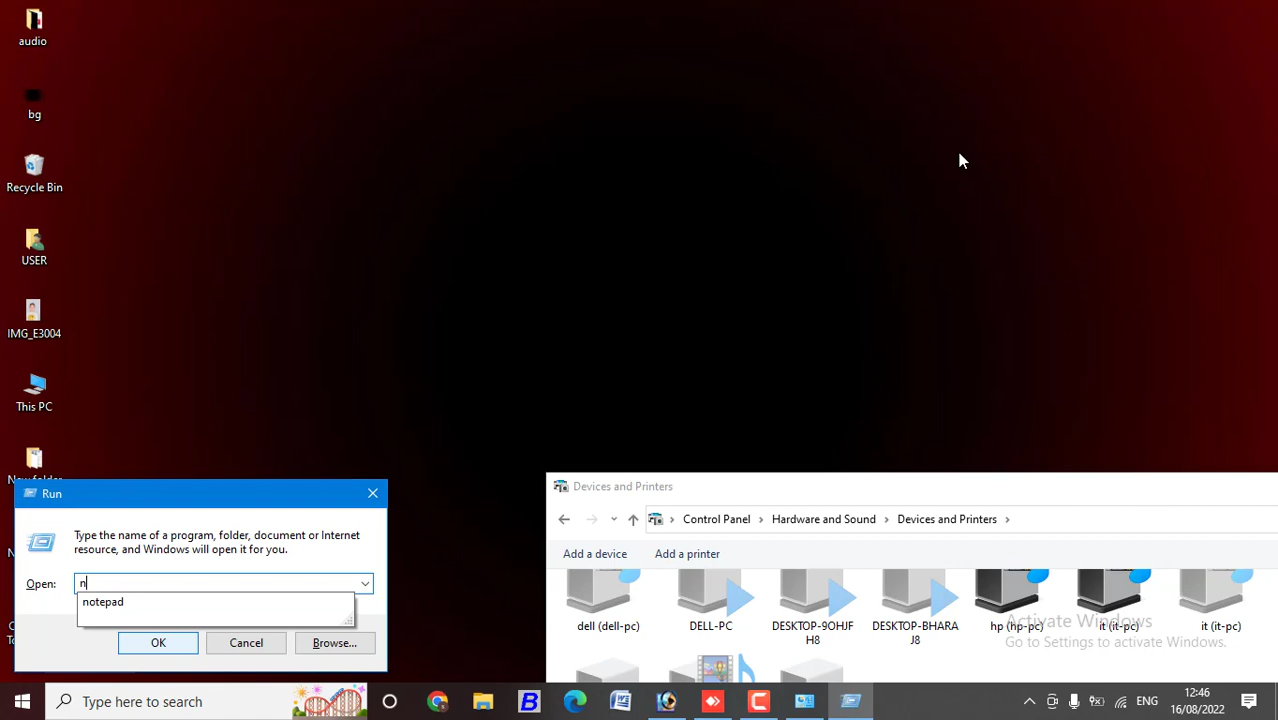 audio
bg
Recycle Bin
USER
IMG_E3004
This PC
New folder
Run
Type the name of a program, folder, document or Internet
resource, and Windows will open it for you.
Open:
n
notepad
OK
Cancel
Browse...
Devices and Printers
Control Panel
Hardware and Sound
Devices and Printers
Add a device
Add a printer
dell (dell-pc)
DELL-PC
DESKTOP-9OHJF
H8
DESKTOP-BHARA
J8
hp (hp-pc)
it (it-pc)
it (it-pc)
Activate Windows
Go to Settings to activate Windows.
Type here to search
B
ENG
12:46
16/08/2022